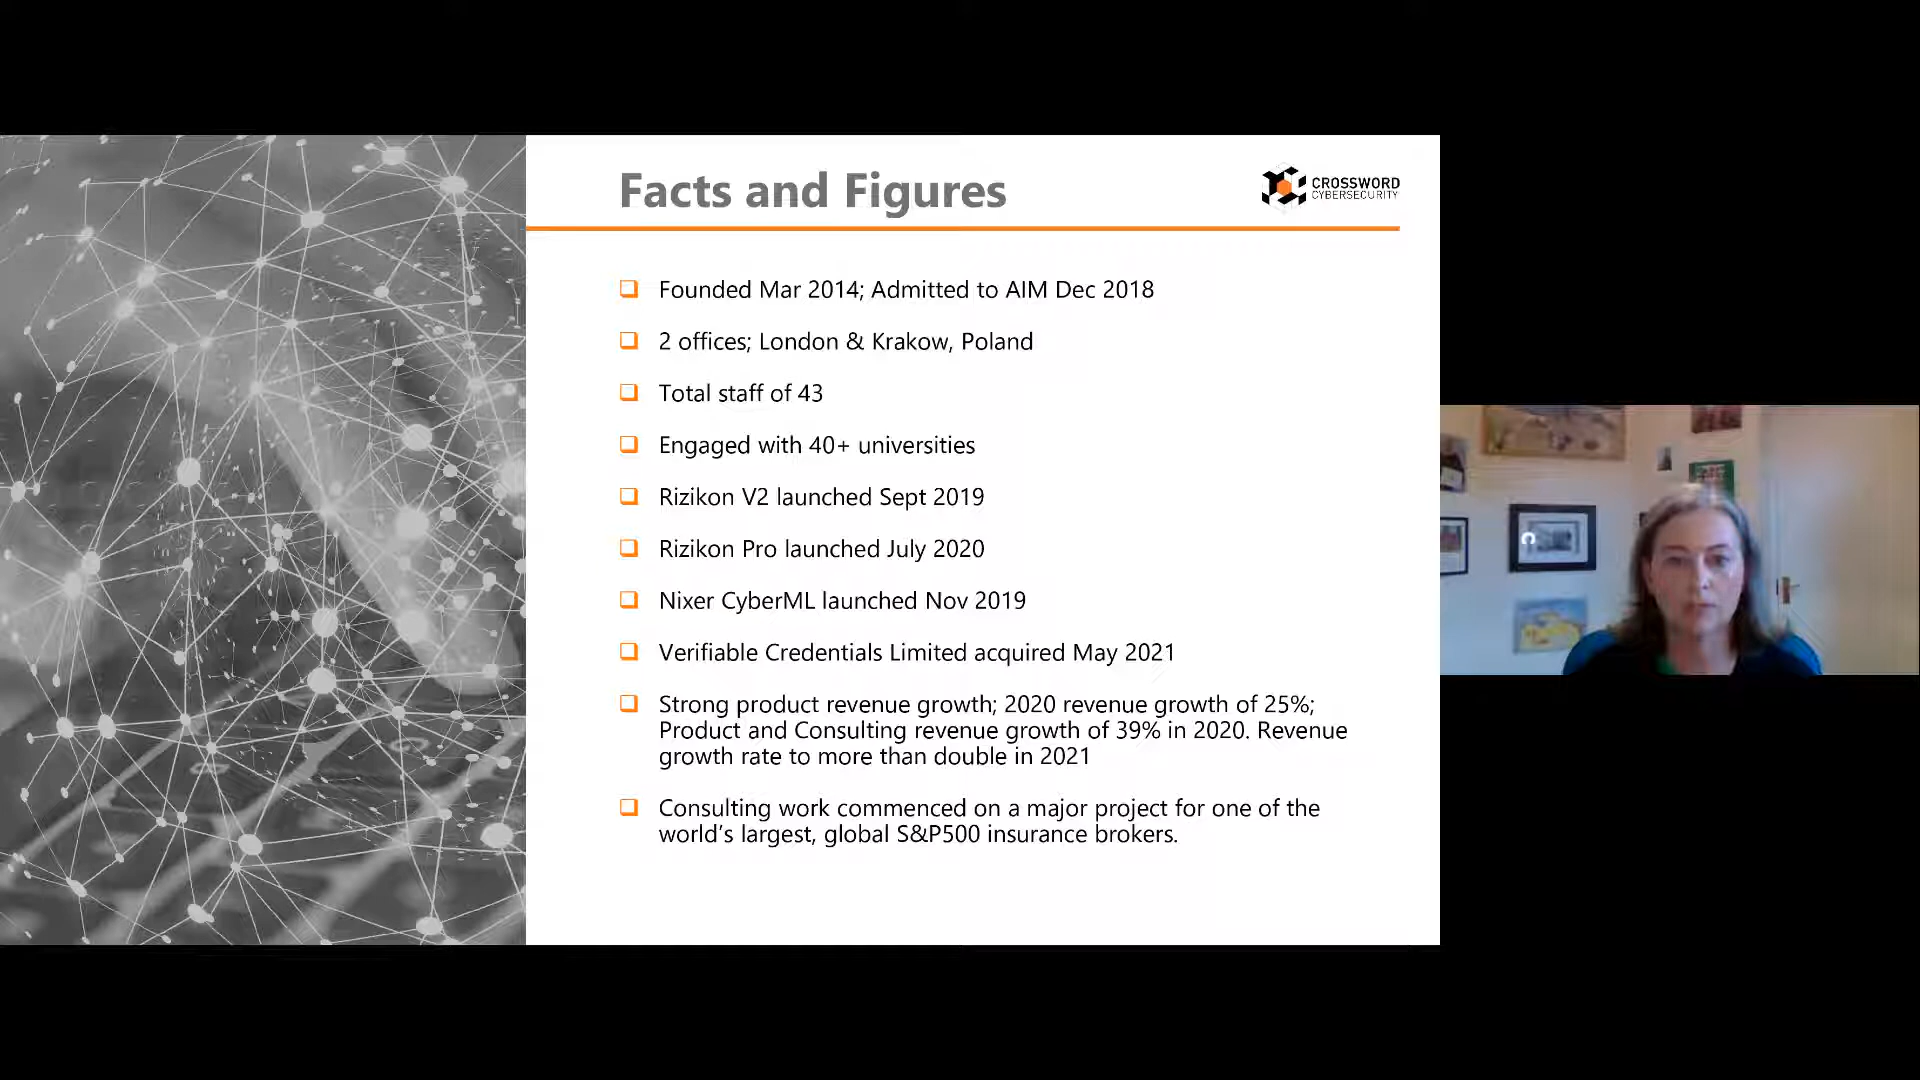 Facts and Figures
CROSSWORD
CYBERSECURITY
Founded Mar 2014; Admitted to AIM Dec 2018
2 offices; London & Krakow, Poland
Total staff of 43
Engaged with 40+ universities
Rizikon V2 launched Sept 2019
Rizikon Pro launched July 2020
Nixer CyberML launched Nov 2019
Verifiable Credentials Limited acquired May 2021
Strong product revenue growth; 2020 revenue growth of 25%;
Product and Consulting revenue growth of 39% in 2020. Revenue
growth rate to more than double in 2021
Consulting work commenced on a major project for one of the
world’s largest, global S&P500 insurance brokers.